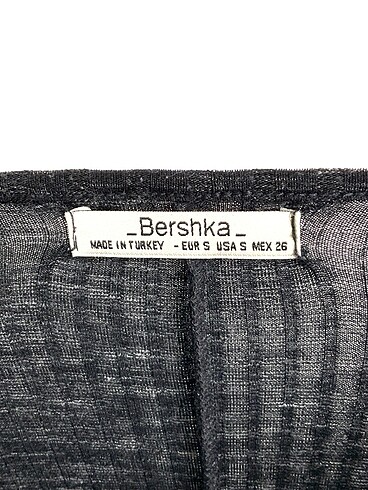 _Bershka_
MADE IN TURKEY - EUR S USA S MEX 26